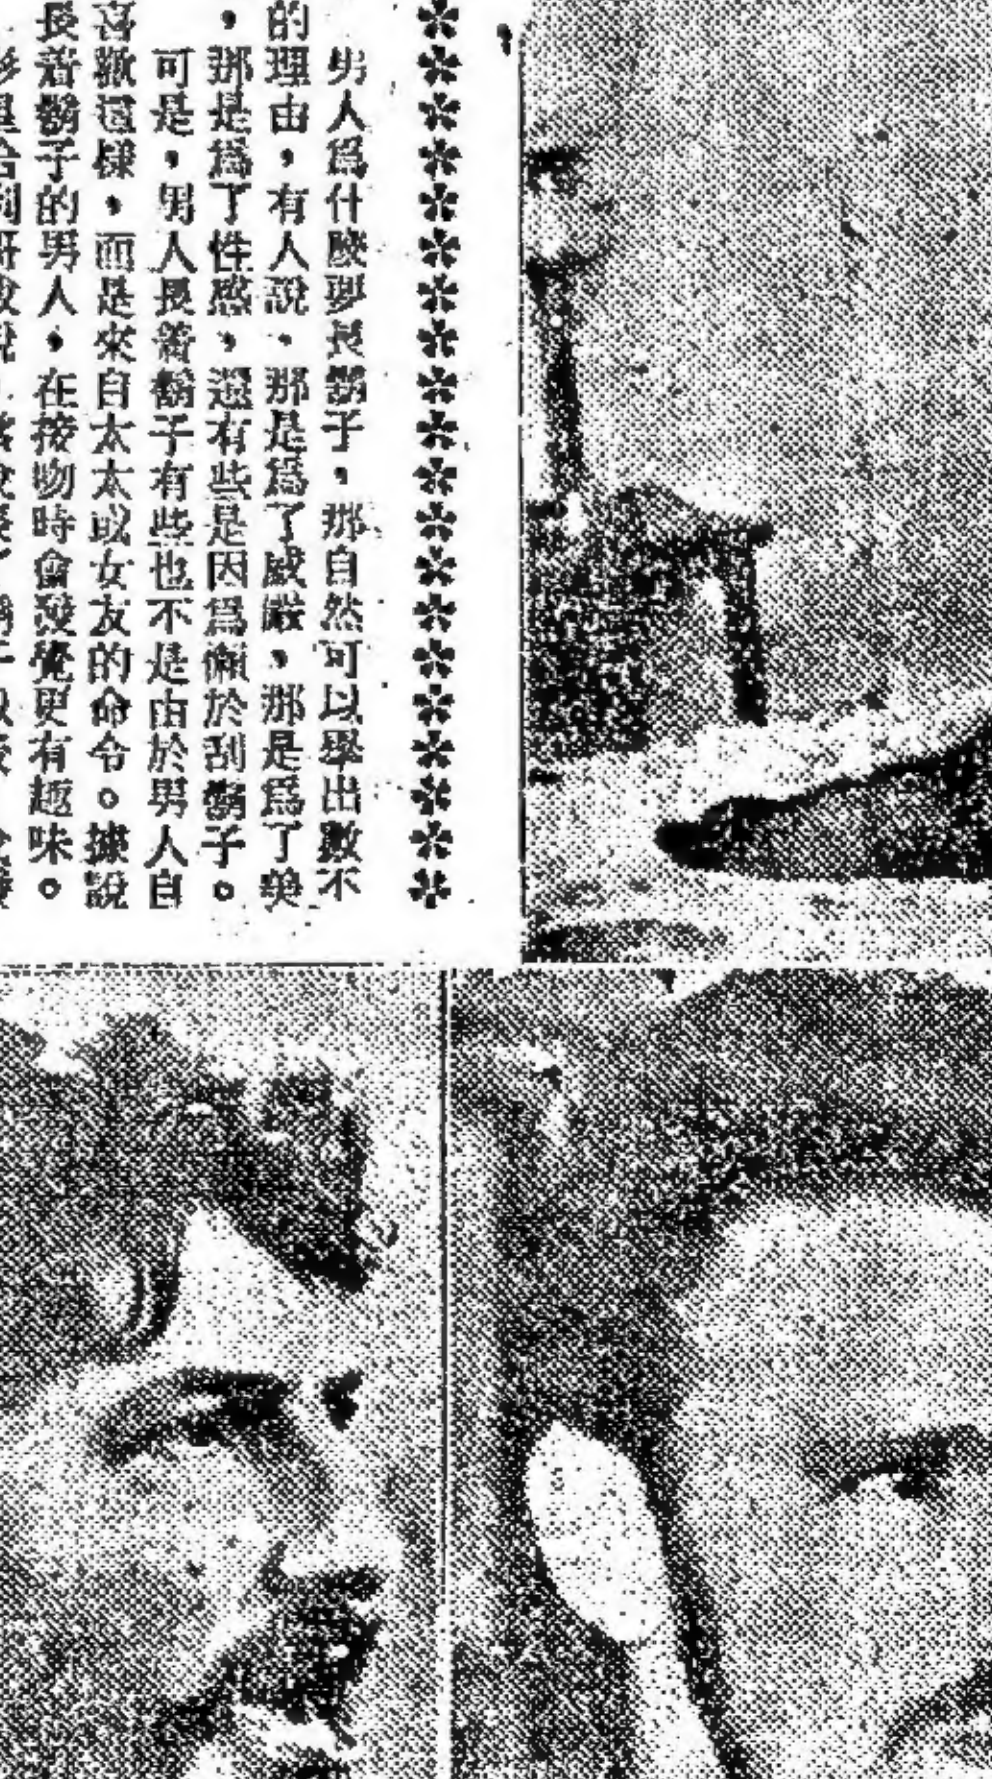 男人爲什麽要長鬍子，那自然可以舉出數不
的理由，有人說、那是爲了威嚴，那是爲了美
，那是爲了性感，還有些是因爲懶於刮鬍子。
可是，男人長着鬍子有些也不是由於男人自
喜歡這樣，而是來自太太或女友的命令。據說
長着鬍子的男人，在接吻時會發覺更有趣味。